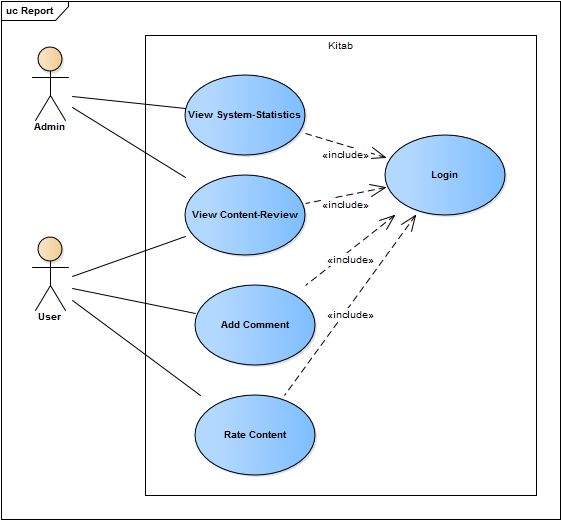 uc Report
Kitab
View System-Statistics
«include»
Login
Admin
View Content-Review
«include»
User
«include»
Add Comment
«include»
Rate Content